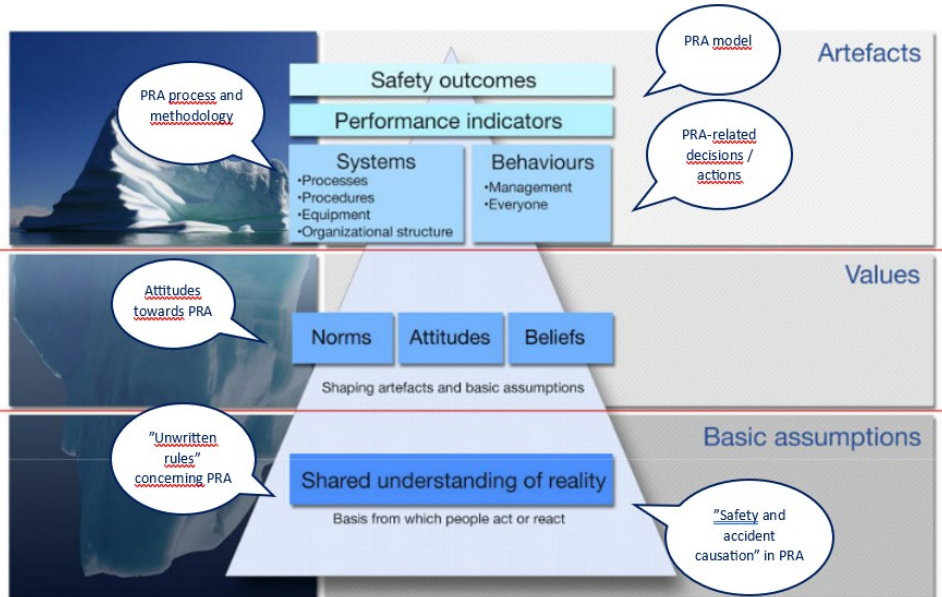 PRA model
Artefacts
Safety outcomes
PRA process and
methodology
Performance indicators
PRA-related
decisions /
actions
Systems
•Processes
•Procedures
•Equipment
•Organizational structure
Behaviours
•Management
•Everyone
Values
Attitudes
towards PRA
Norms
Attitudes
Beliefs
Shaping artefacts and basic assumptions
Basic assumptions
"Unwritten
rules"
concerning PRA
Shared understanding of reality
Basis from which people act or react
"Safety and
accident
causation" in PRA